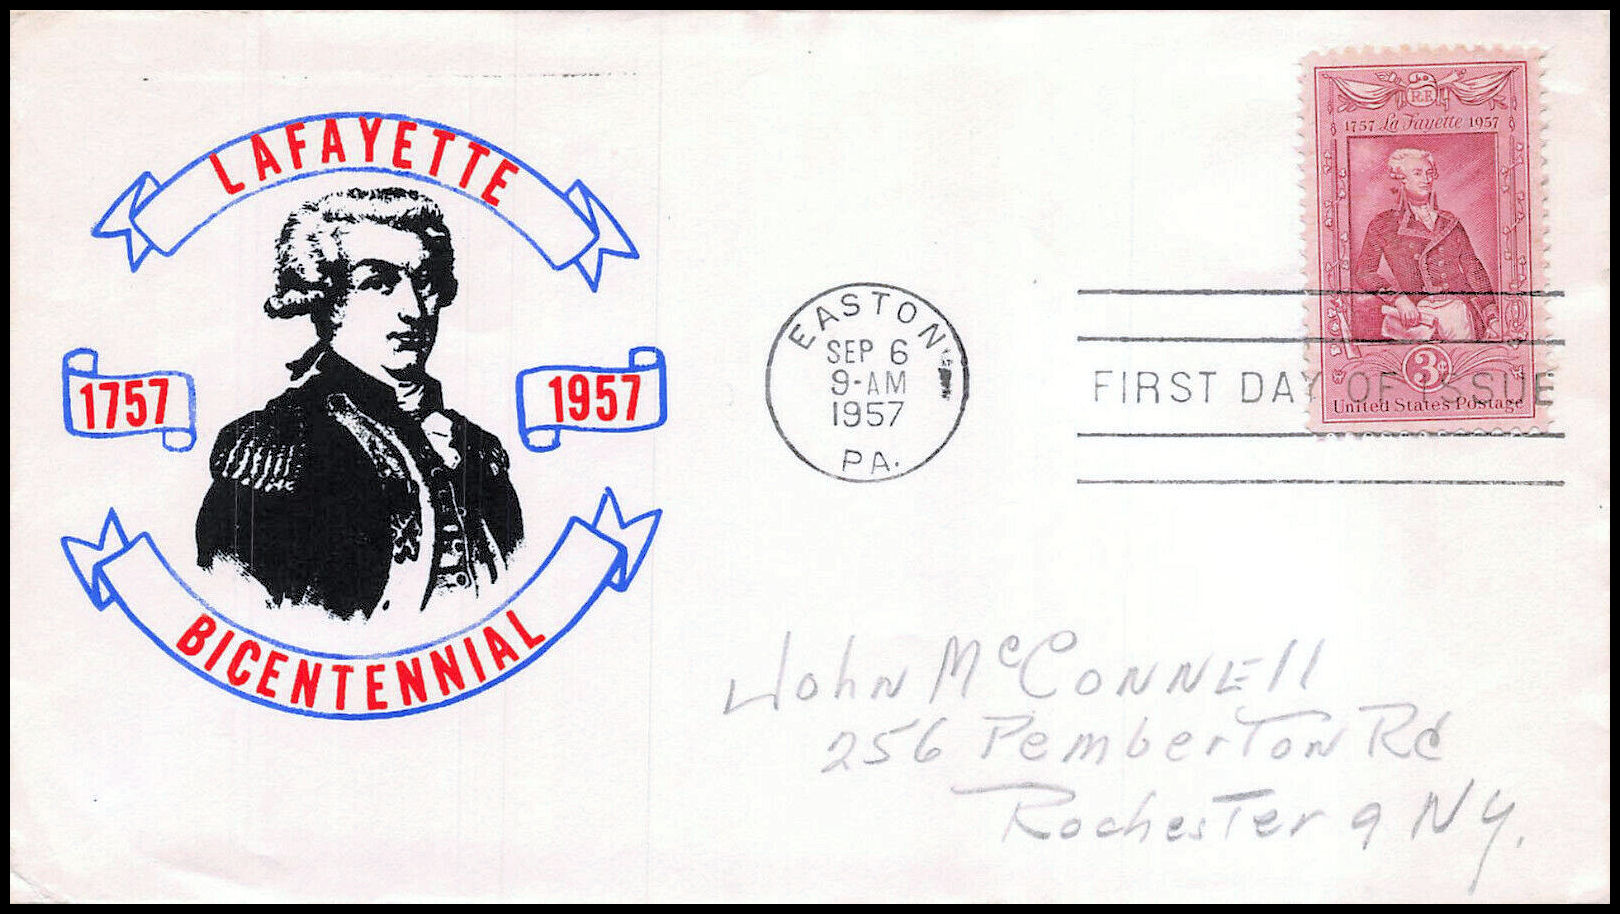 LAFAYETTE
1757
1957
BICENTENNIAL
EASTON
SEP 6
9-AM
1957
PA.
R.F.
1757 La Fayette 1957
3¢
FIRST DAY OF ISSUE
United States Postage
John McConnell
256 Pemberton Rd
Rochester 9 NY.